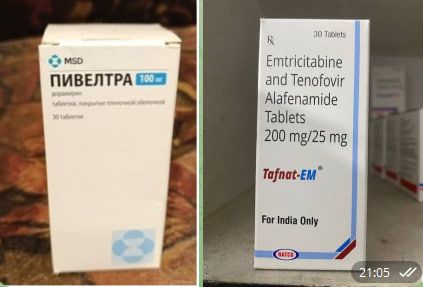 MSD
ПИВЕЛТРА 100 мг
доравирин
таблетки, покрытые пленочной оболочкой
30 таблеток
Rx
30 Tablets
Emtricitabine
and Tenofovir
Alafenamide
Tablets
200 mg/25 mg
Tafnat-EM®
For India Only
NATCO
21:05